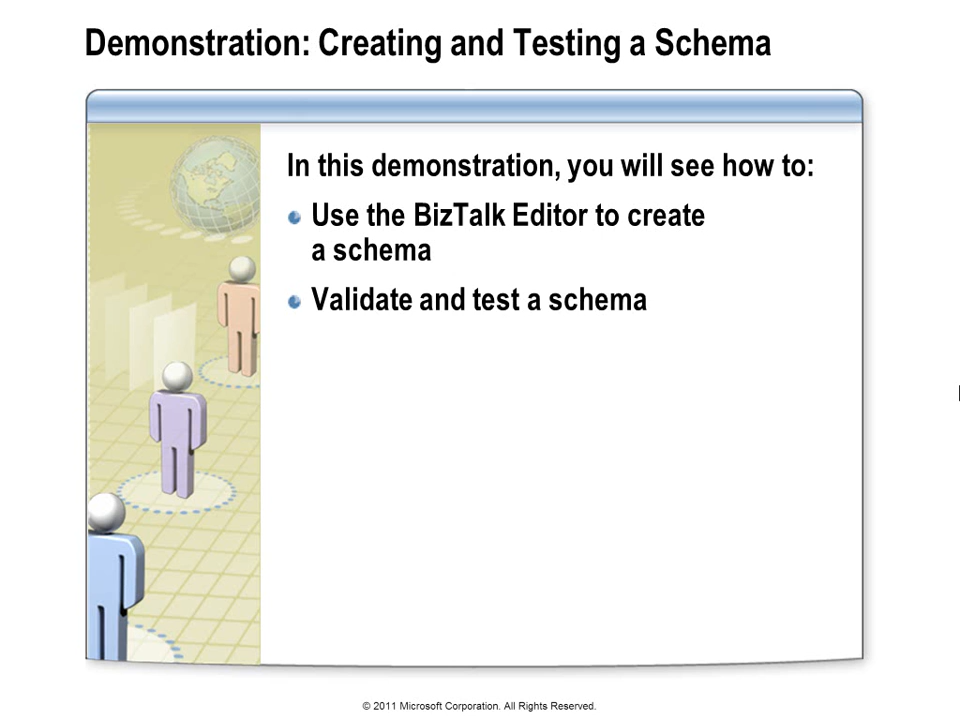 Demonstration: Creating and Testing a Schema
In this demonstration, you will see how to:
Use the BizTalk Editor to create
a schema
Validate and test a schema
© 2011 Microsoft Corporation. All Rights Reserved.